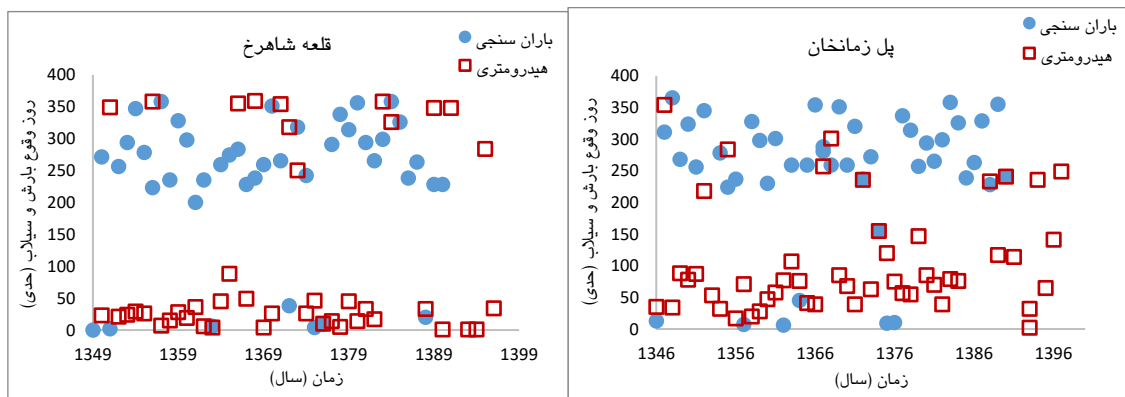 قلعه شاهرخ
باران سنجی
هیدرومتری
400
350
300
250
200
150
100
50
0
روز وقوع بارش و سیلاب (حدی)
1349 1359 1369 1379 1389 1399
زمان (سال)
پل زمانخان
باران سنجی
هیدرومتری
400
350
300
250
200
150
100
50
0
روز وقوع بارش و سیلاب (حدی)
1346 1356 1366 1376 1386 1396
زمان (سال)